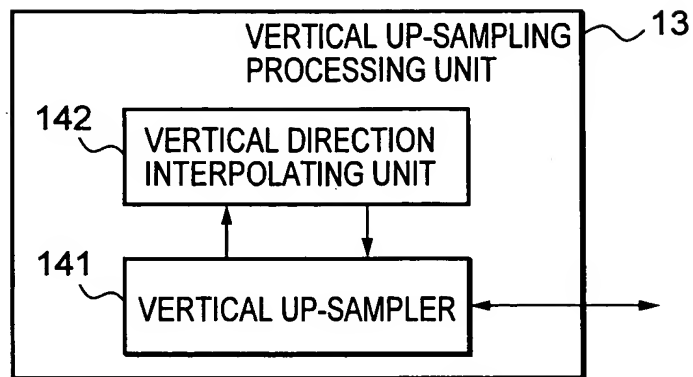 VERTICAL UP-SAMPLING
PROCESSING UNIT
13
142
VERTICAL DIRECTION
INTERPOLATING UNIT
141
VERTICAL UP-SAMPLER